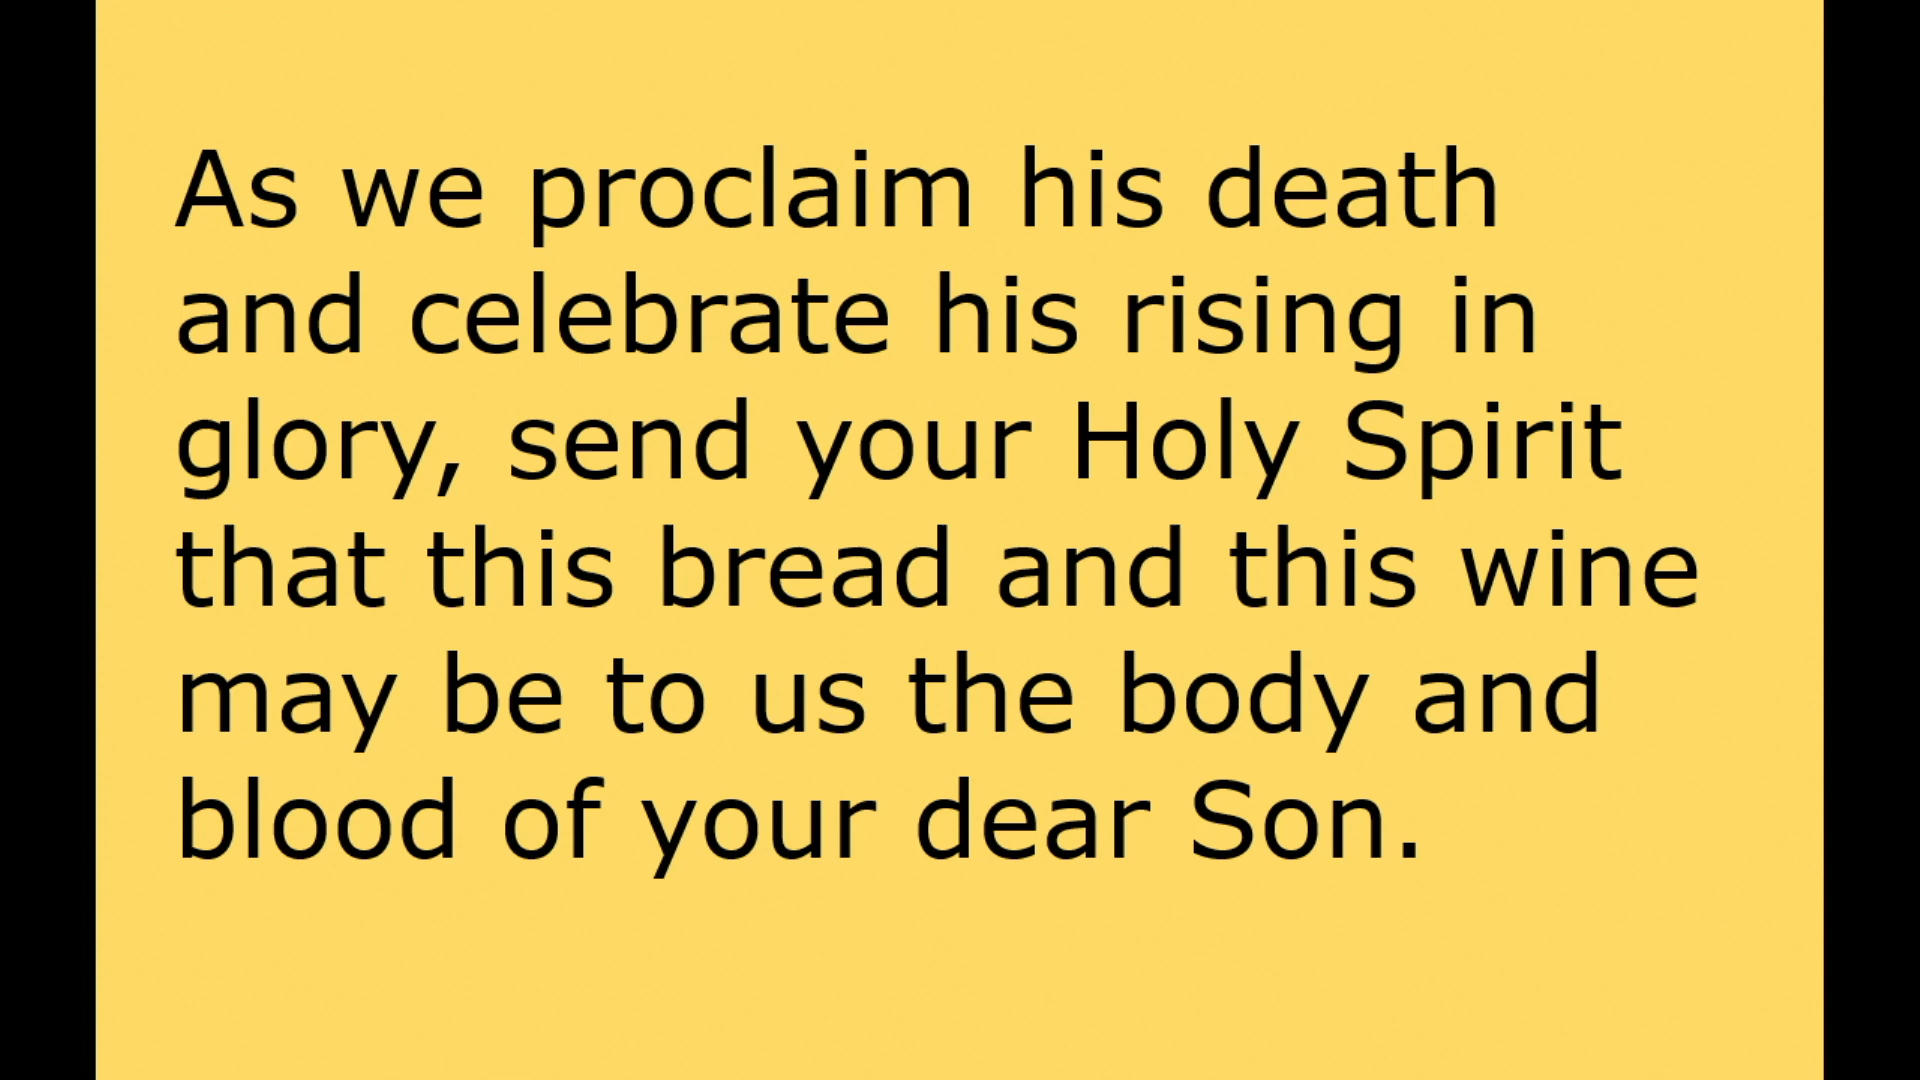 As we proclaim his death
and celebrate his rising in
glory, send your Holy Spirit
that this bread and this wine
may be to us the body and
blood of your dear Son.